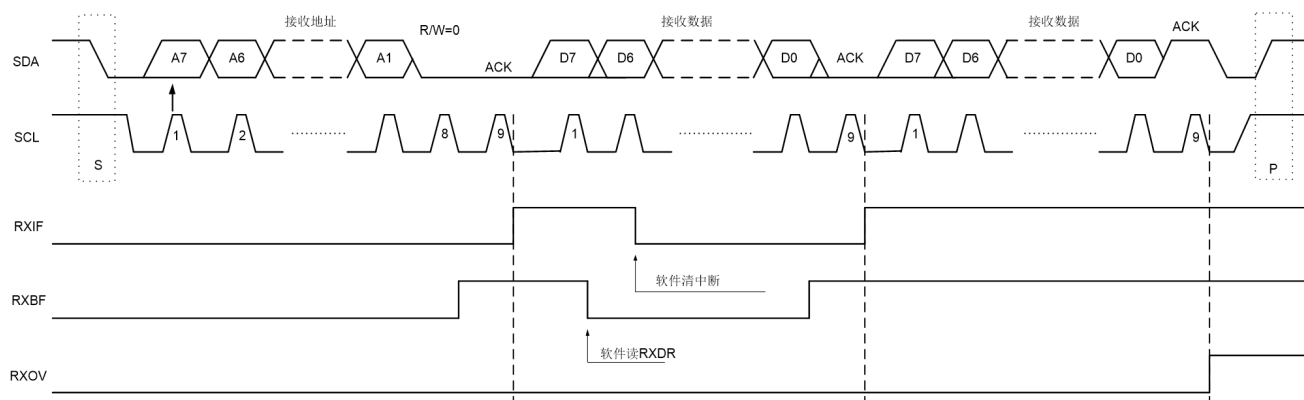 接收地址
R/W=0
接收数据
接收数据
ACK
SDA
A7
A6
A1
ACK
D7
D6
D0
ACK
D7
D6
D0
SCL
1
2
8
9
1
9
1
9
S
P
RXIF
软件清中断
RXBF
软件读RXDR
RXOV